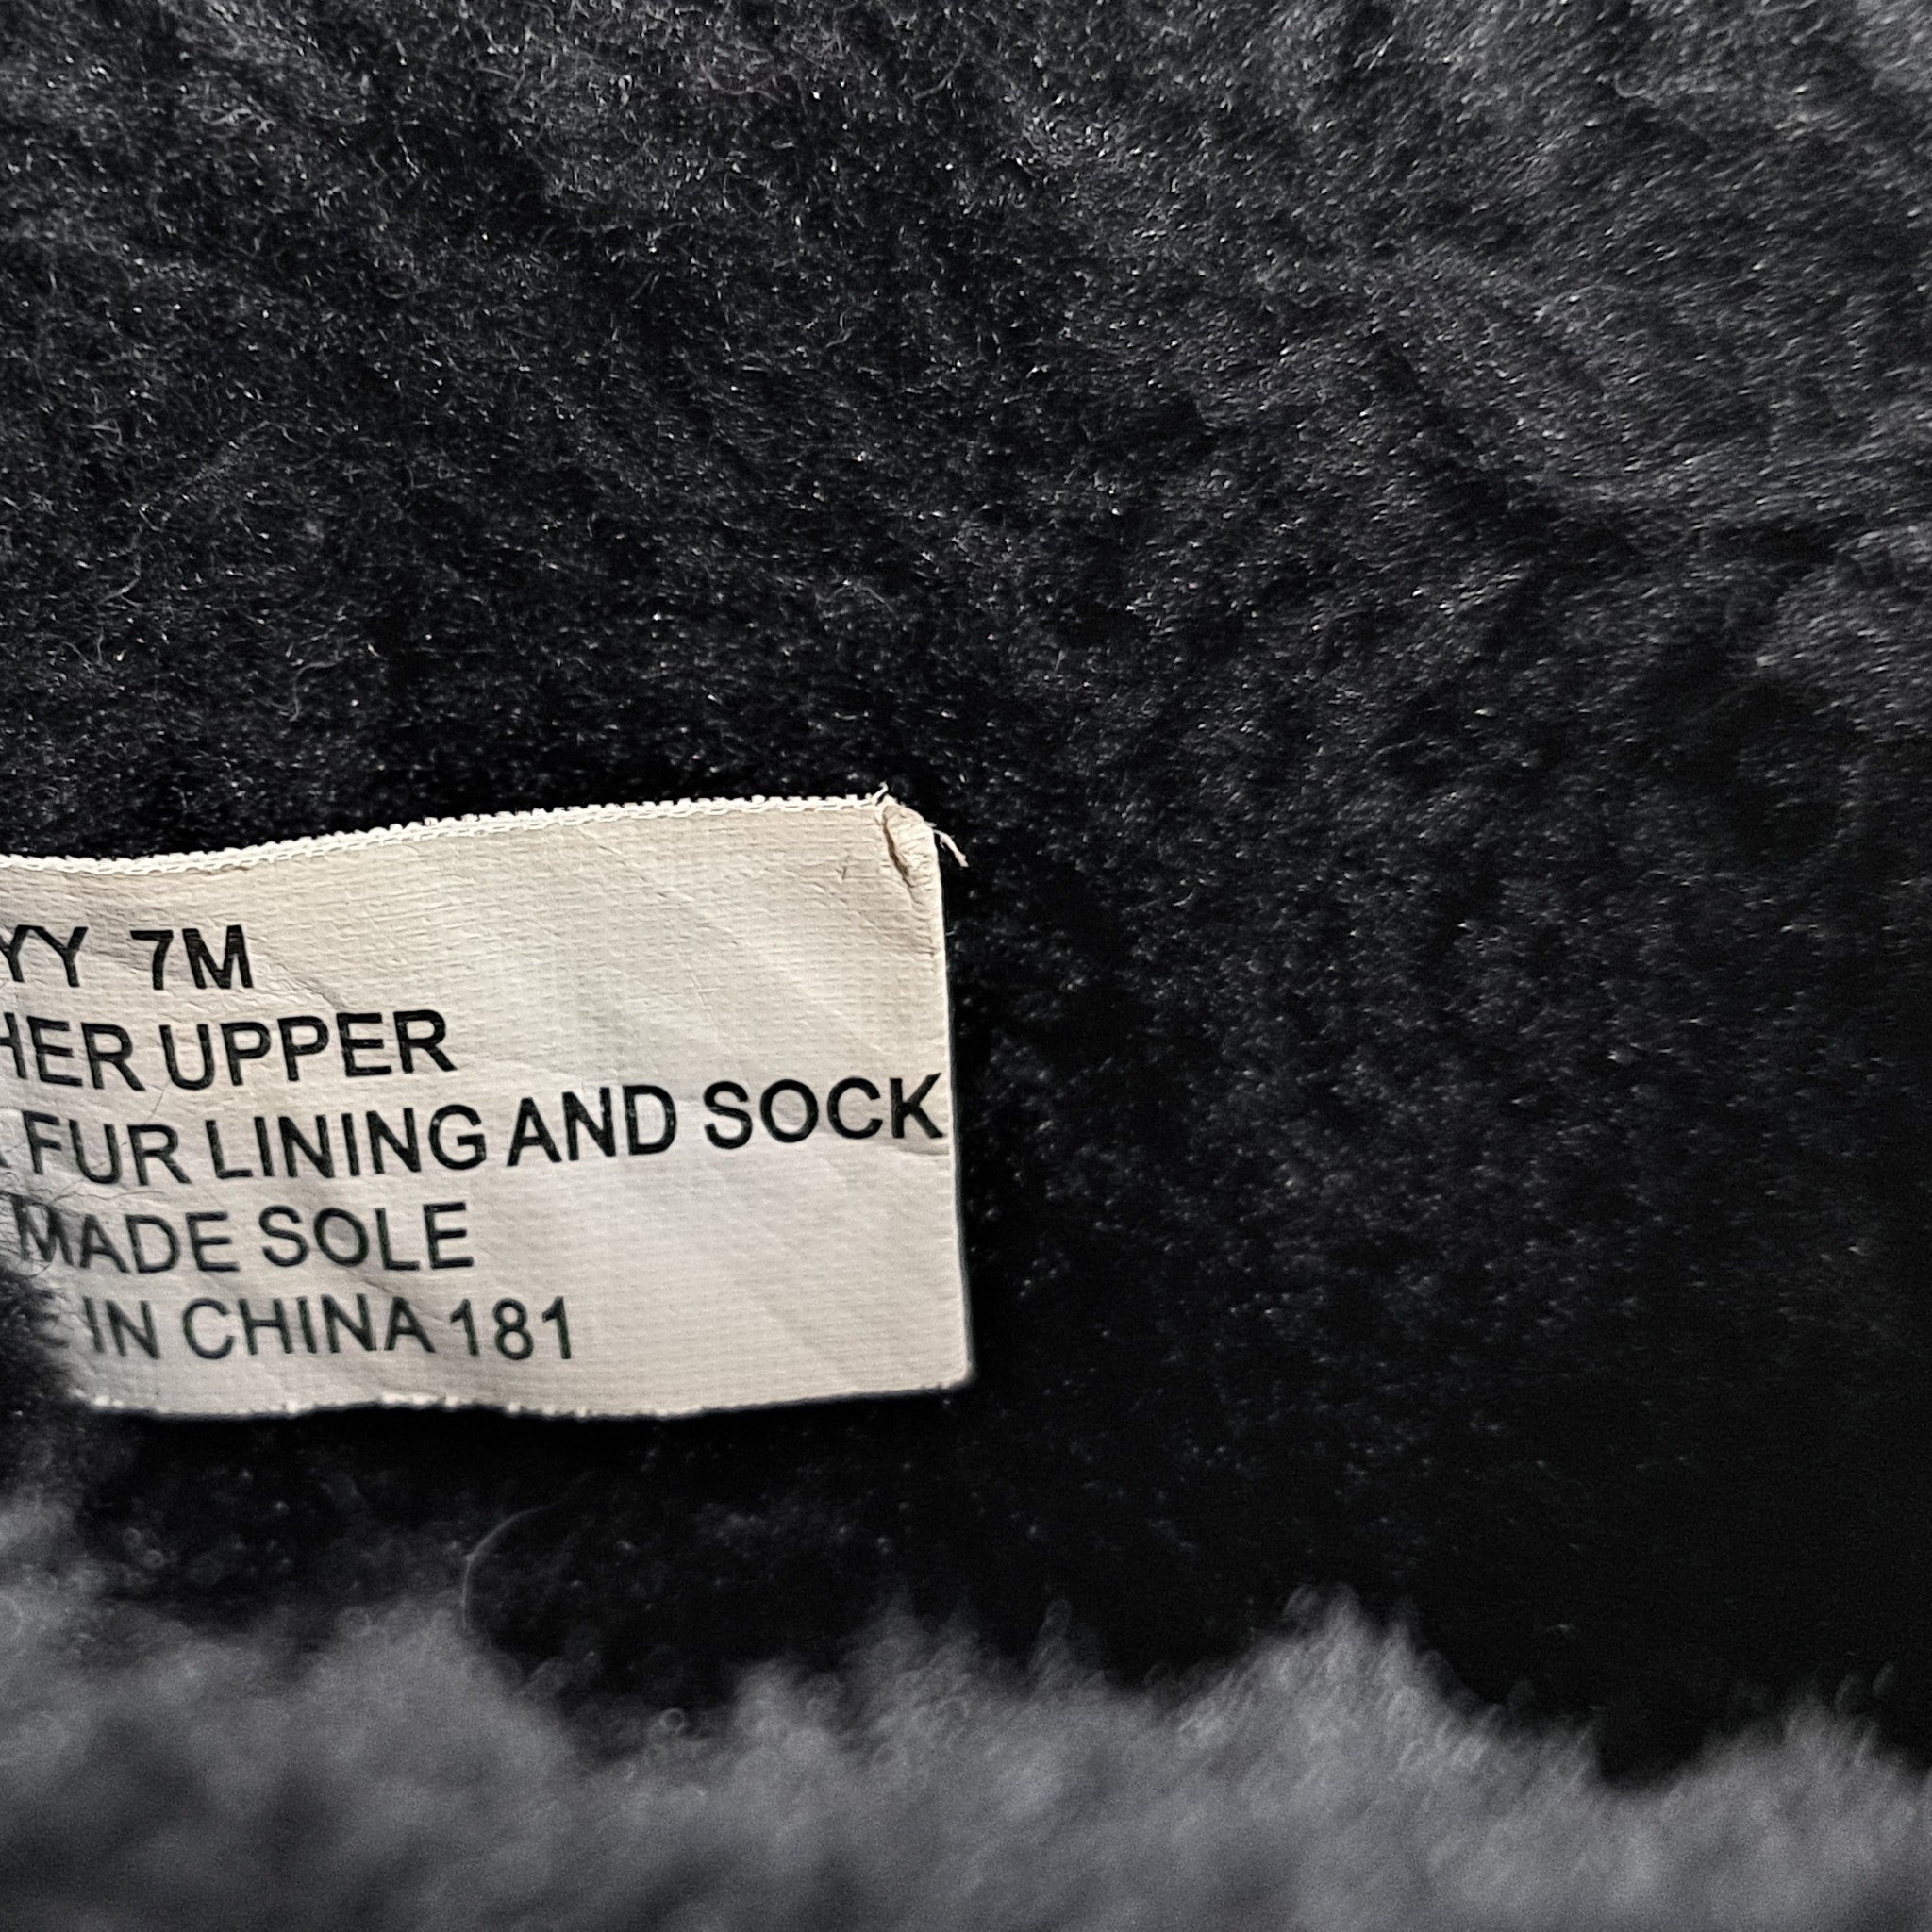 YY 7M
HER UPPER
FUR LINING AND SOCK
MADE SOLE
E IN CHINA 181